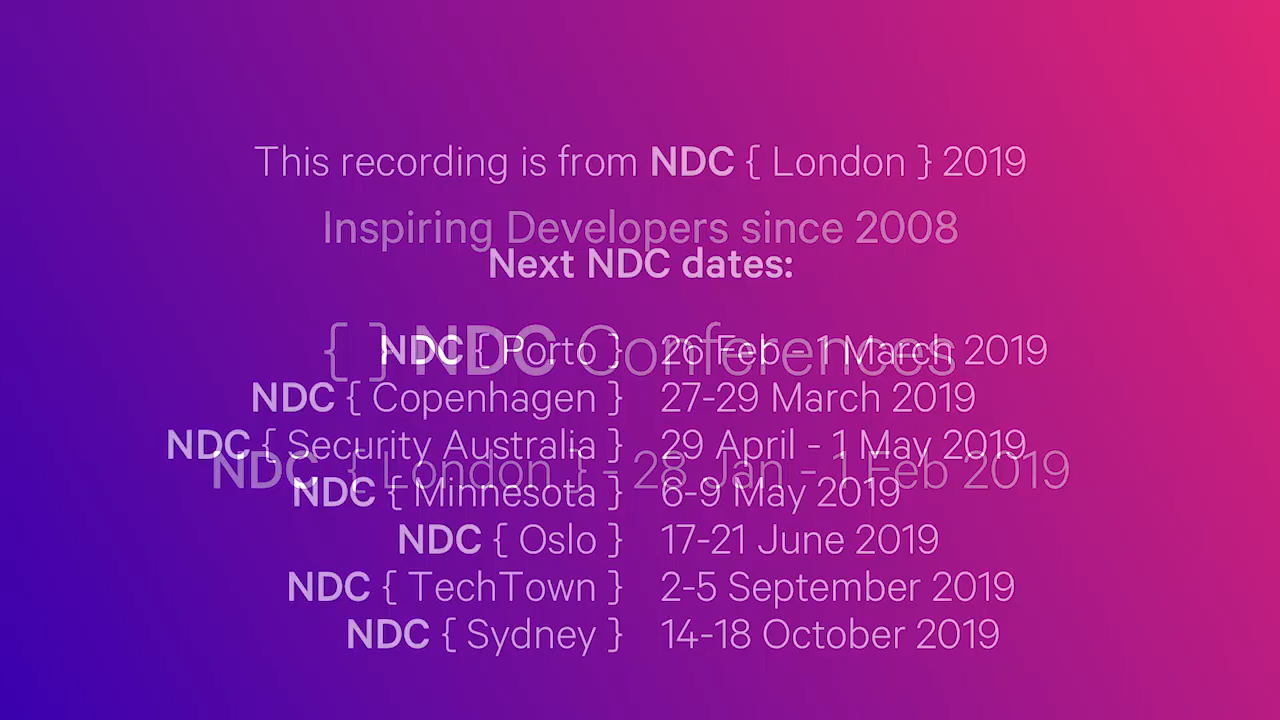 This recording is from NDC { London } 2019
Inspiring Developers since 2008
Next NDC dates:
{ } NDC Conferences
NDC { Porto } 26 Feb - 1 March 2019
NDC { Copenhagen } 27-29 March 2019
NDC { Security Australia } 29 April - 1 May 2019
NDC { London } - 28 Jan - 1 Feb 2019
NDC { Minnesota } 6-9 May 2019
NDC { Oslo } 17-21 June 2019
NDC { TechTown } 2-5 September 2019
NDC { Sydney } 14-18 October 2019